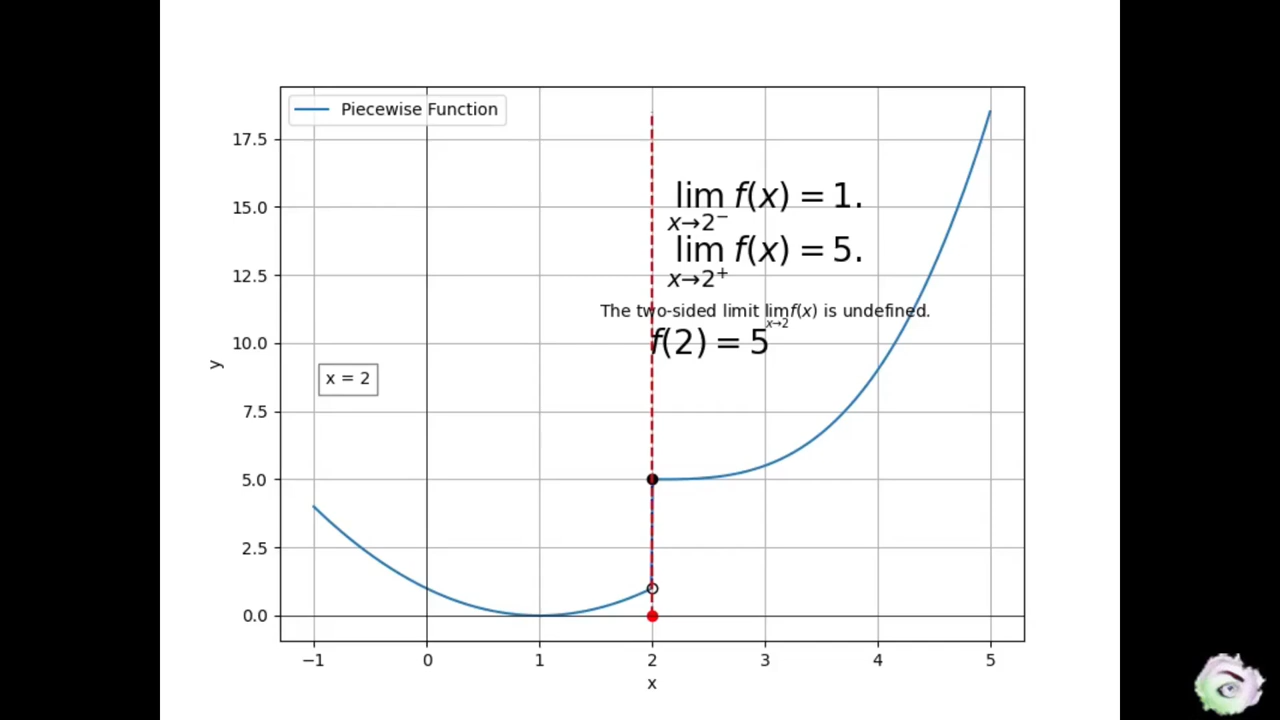 Piecewise Function
17.5
15.0
12.5
10.0
7.5
5.0
2.5
0.0
y
lim f(x) = 1.
x→2⁻
lim f(x) = 5.
x→2⁺
The two-sided limit lim f(x) is undefined.
x→2
f(2) = 5
x = 2
−1 0 1 2 3 4 5
x